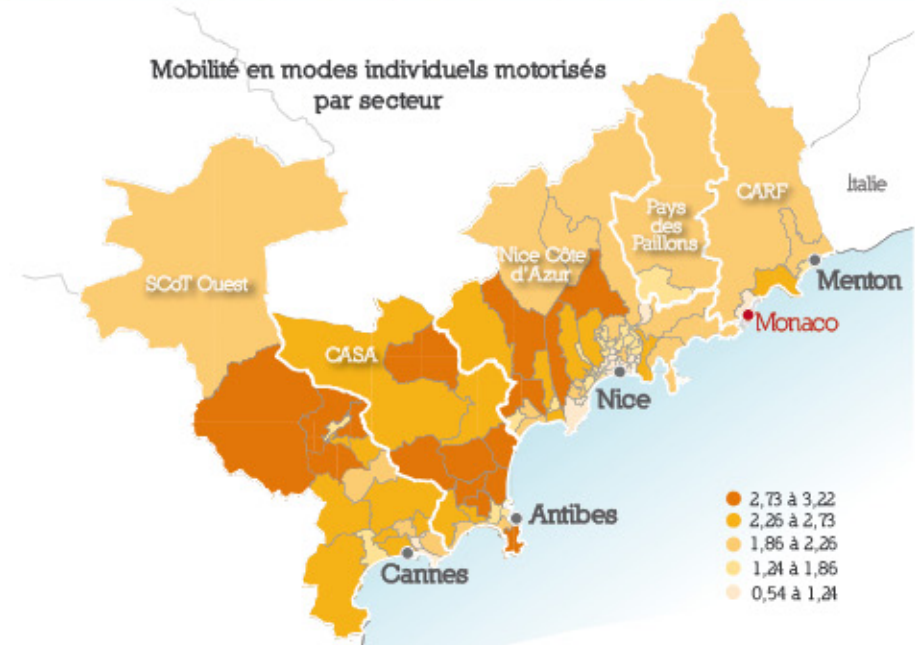 Mobilité en modes individuels motorisés
par secteur
Italie
CARF
Pays
des
Paillons
Nice Côte
d'Azur
SCoT Ouest
Menton
Monaco
CASA
Nice
Antibes
Cannes
2,73 à 3,22
2,26 à 2,73
1,86 à 2,26
1,24 à 1,86
0,54 à 1,24